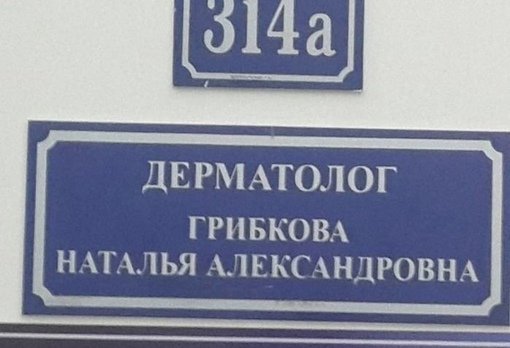 314а
ДЕРМАТОЛОГ
ГРИБКОВА
НАТАЛЬЯ АЛЕКСАНДРОВНА